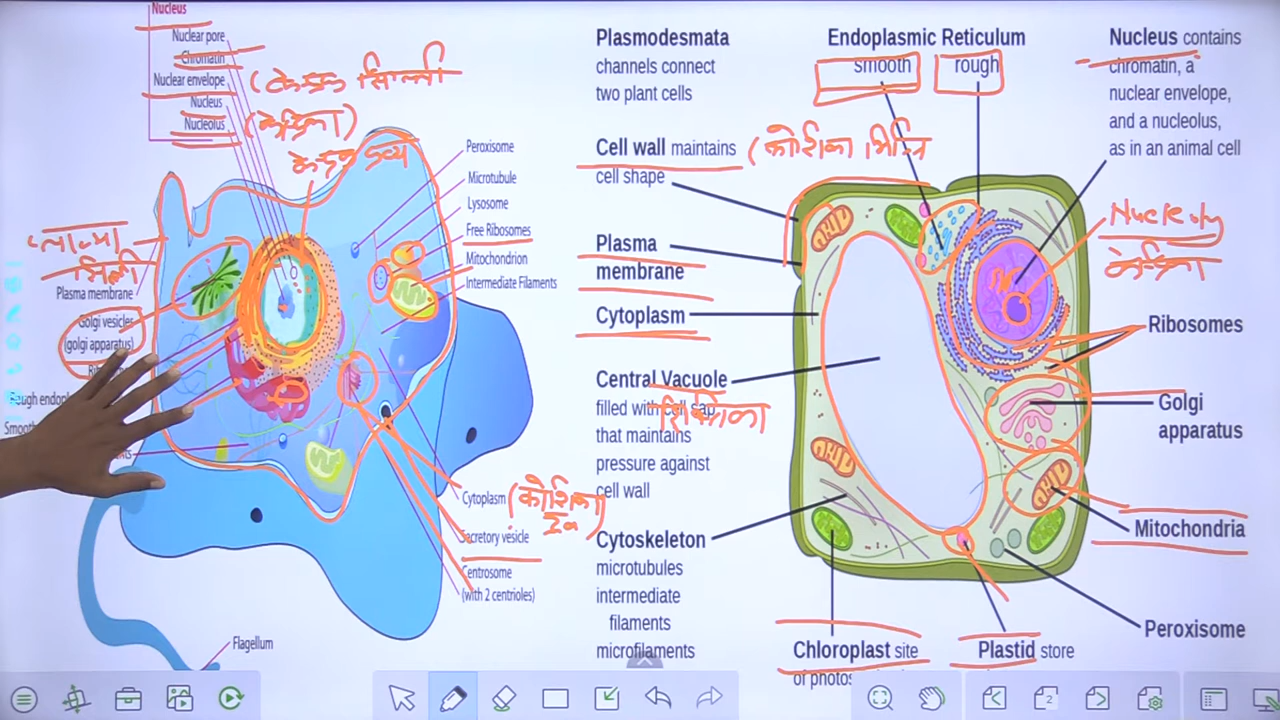 Nucleus
Nuclear pore
Chromatin
Nuclear envelope
(केन्द्रक झिल्ली
Nucleus
Nucleolus
(केन्द्रिका)
केन्द्रक द्रव्य
Plasma membrane
Golgi vesicles
(golgi apparatus)
Peroxisome
Microtubule
Lysosome
Free Ribosomes
Mitochondrion
Intermediate Filaments
Cytoplasm (कोशिका
द्रव्य)
Secretory vesicle
Centrosome
(with 2 centrioles)
Flagellum
Plasmodesmata
channels connect
two plant cells
Cell wall maintains (कोशिका भित्ति
cell shape
Plasma
membrane
Cytoplasm
Central Vacuole
filled with cell sap
रिक्तिका
that maintains
pressure against
cell wall
Cytoskeleton
microtubules
intermediate
filaments
microfilaments
Endoplasmic Reticulum
smooth rough
Nucleus contains
chromatin, a
nuclear envelope,
and a nucleolus,
as in an animal cell
केन्द्रिका
Ribosomes
Golgi
apparatus
Mitochondria
Peroxisome
Chloroplast site
Plastid store
2